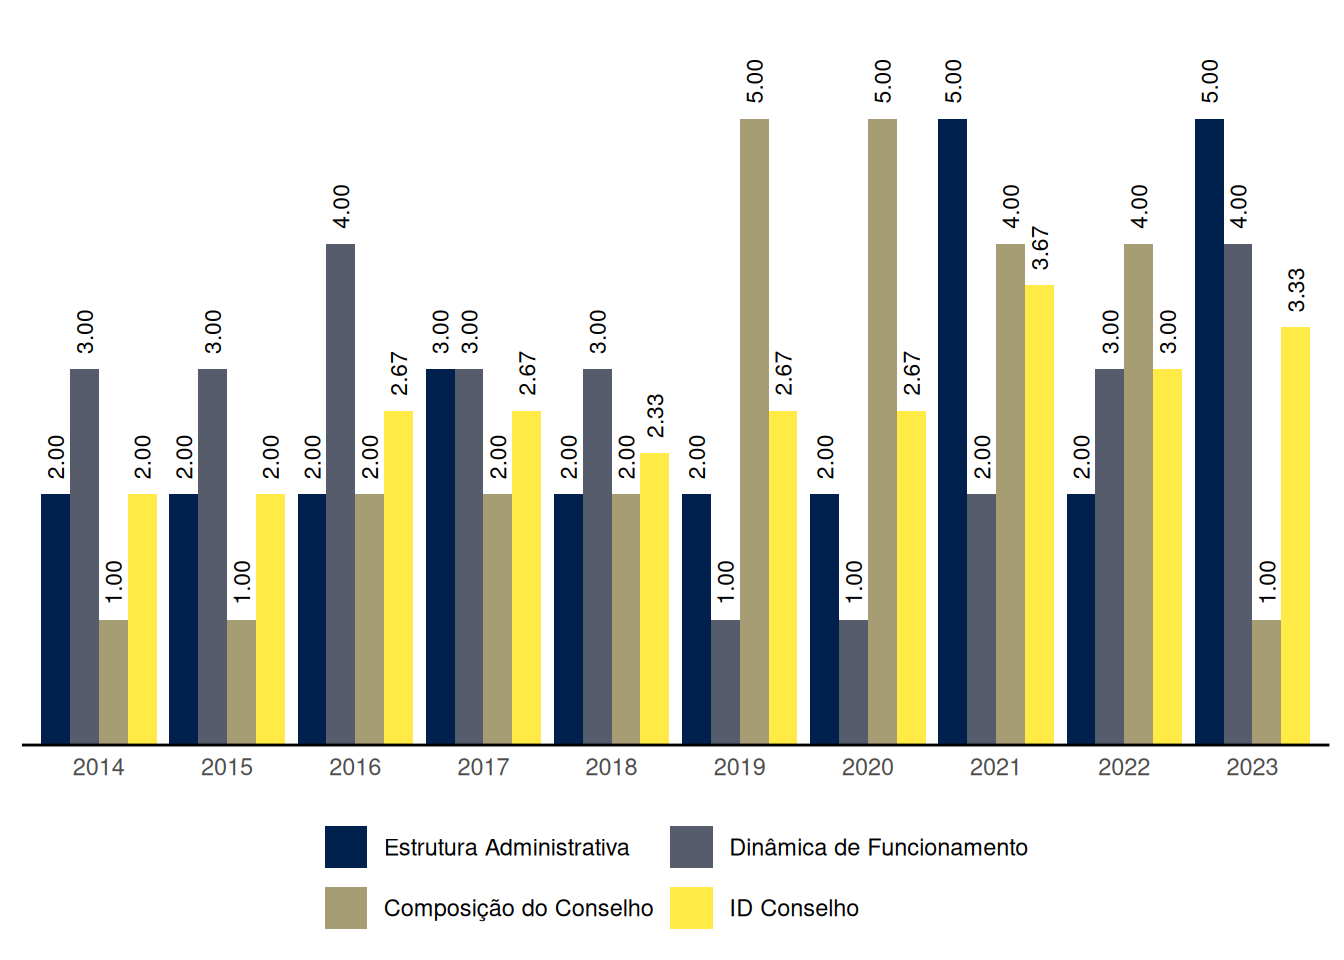 5.00 5.00 5.00 5.00
4.00 4.00 4.00 4.00
3.67
3.00 3.00 3.00 3.00 3.00 3.00 3.00 3.33
2.67 2.67 2.67 2.67
2.33
2.00 2.00 2.00 2.00 2.00 2.00 2.00 2.00 2.00 2.00 2.00 2.00 2.00
1.00 1.00 1.00 1.00 1.00
2014 2015 2016 2017 2018 2019 2020 2021 2022 2023
Estrutura Administrativa Dinâmica de Funcionamento
Composição do Conselho ID Conselho